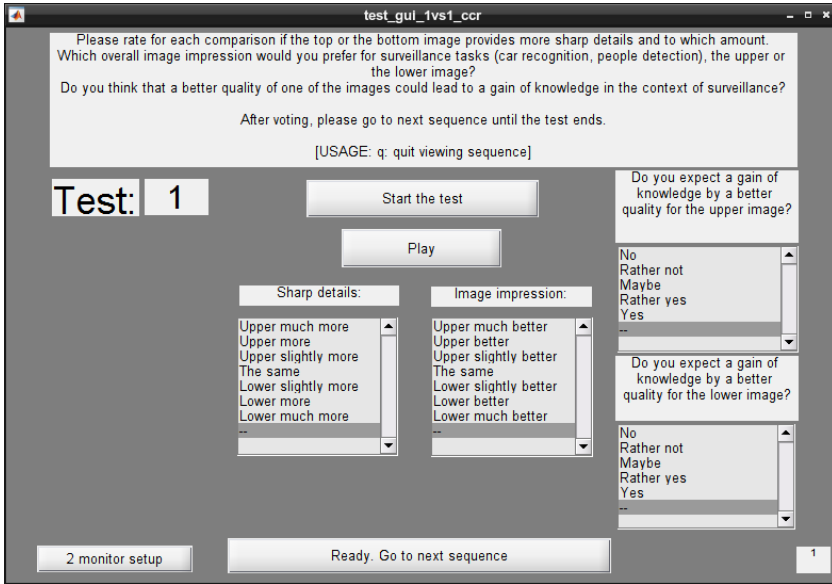 test_gui_1vs1_ccr
Please rate for each comparison if the top or the bottom image provides more sharp details and to which amount.
Which overall image impression would you prefer for surveillance tasks (car recognition, people detection), the upper or
the lower image?
Do you think that a better quality of one of the images could lead to a gain of knowledge in the context of surveillance?
After voting, please go to next sequence until the test ends.
[USAGE: q: quit viewing sequence]
Test: 1
Start the test
Play
Do you expect a gain of
knowledge by a better
quality for the upper image?
No
Rather not
Maybe
Rather yes
Yes
--
Sharp details:
Upper much more
Upper more
Upper slightly more
The same
Lower slightly more
Lower more
Lower much more
--
Image impression:
Upper much better
Upper better
Upper slightly better
The same
Lower slightly better
Lower better
Lower much better
--
Do you expect a gain of
knowledge by a better
quality for the lower image?
No
Rather not
Maybe
Rather yes
Yes
--
2 monitor setup
Ready. Go to next sequence
1